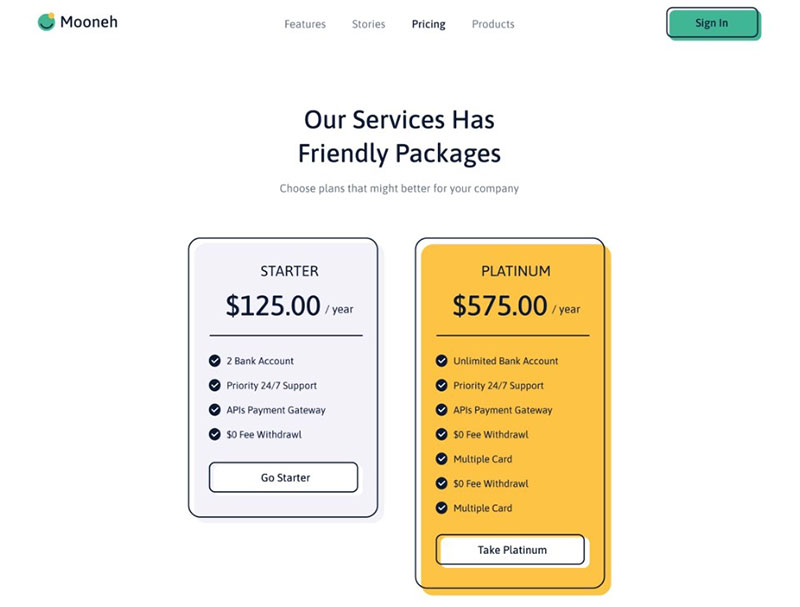 Mooneh
Features
Stories
Pricing
Products
Sign In
Our Services Has
Friendly Packages
Choose plans that might better for your company
STARTER
$125.00 / year
2 Bank Account
Priority 24/7 Support
APIs Payment Gateway
$0 Fee Withdrawl
Go Starter
PLATINUM
$575.00 / year
Unlimited Bank Account
Priority 24/7 Support
APIs Payment Gateway
$0 Fee Withdrawl
Multiple Card
$0 Fee Withdrawl
Multiple Card
Take Platinum